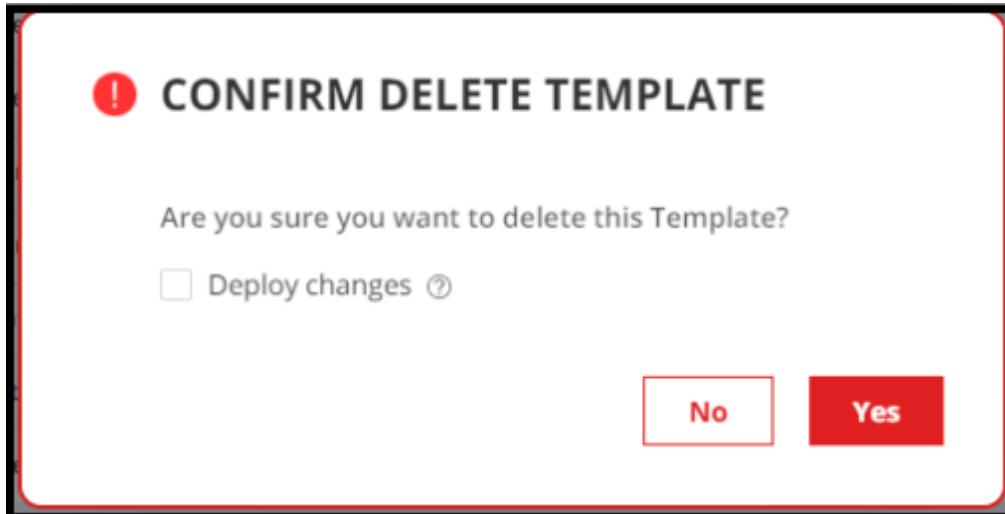 CONFIRM DELETE TEMPLATE
Are you sure you want to delete this Template?
Deploy changes
No
Yes